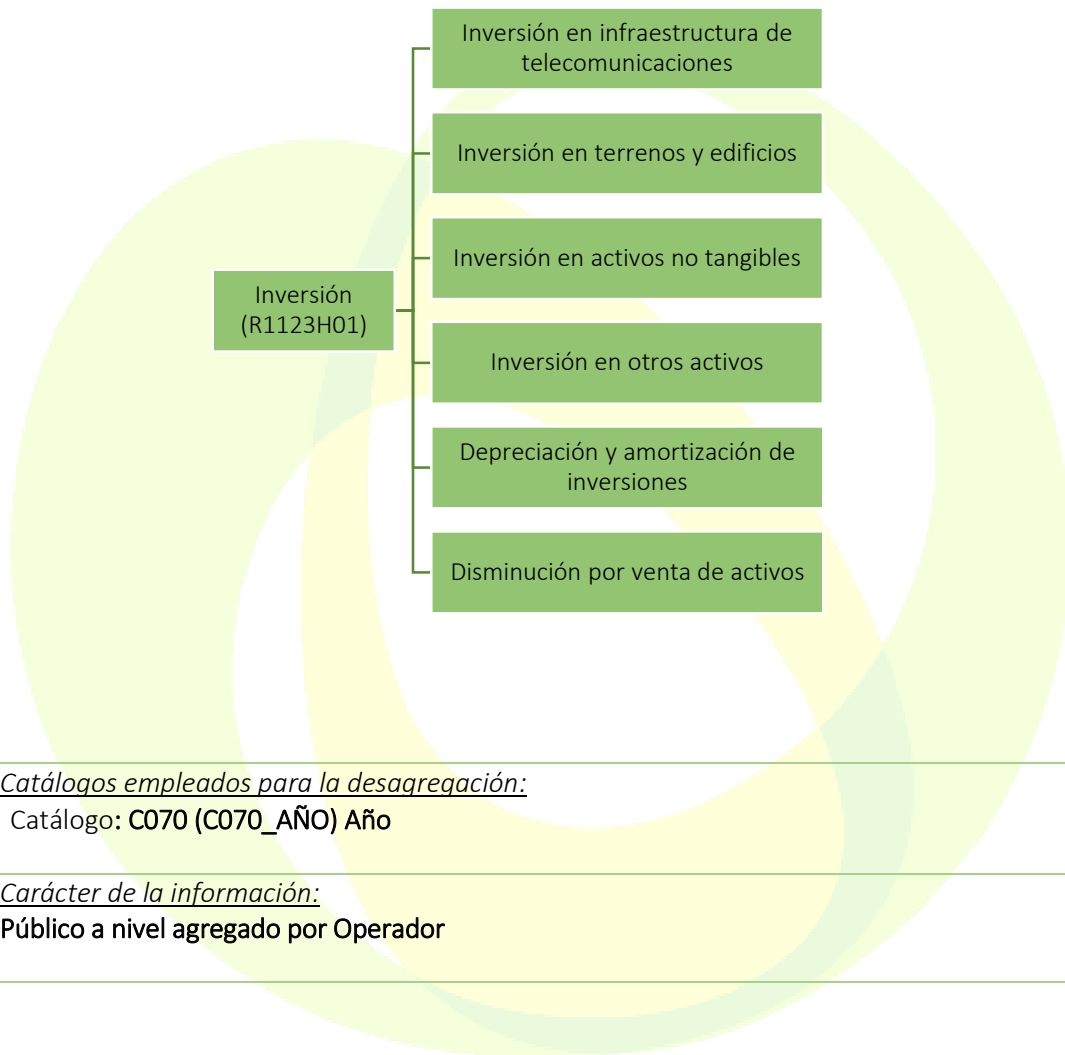 Inversión en infraestructura de
telecomunicaciones
Inversión en terrenos y edificios
Inversión en activos no tangibles
Inversión
(R1123H01)
Inversión en otros activos
Depreciación y amortización de
inversiones
Disminución por venta de activos
Catálogos empleados para la desagregación:
Catálogo: C070 (C070_AÑO) Año
Carácter de la información:
Público a nivel agregado por Operador